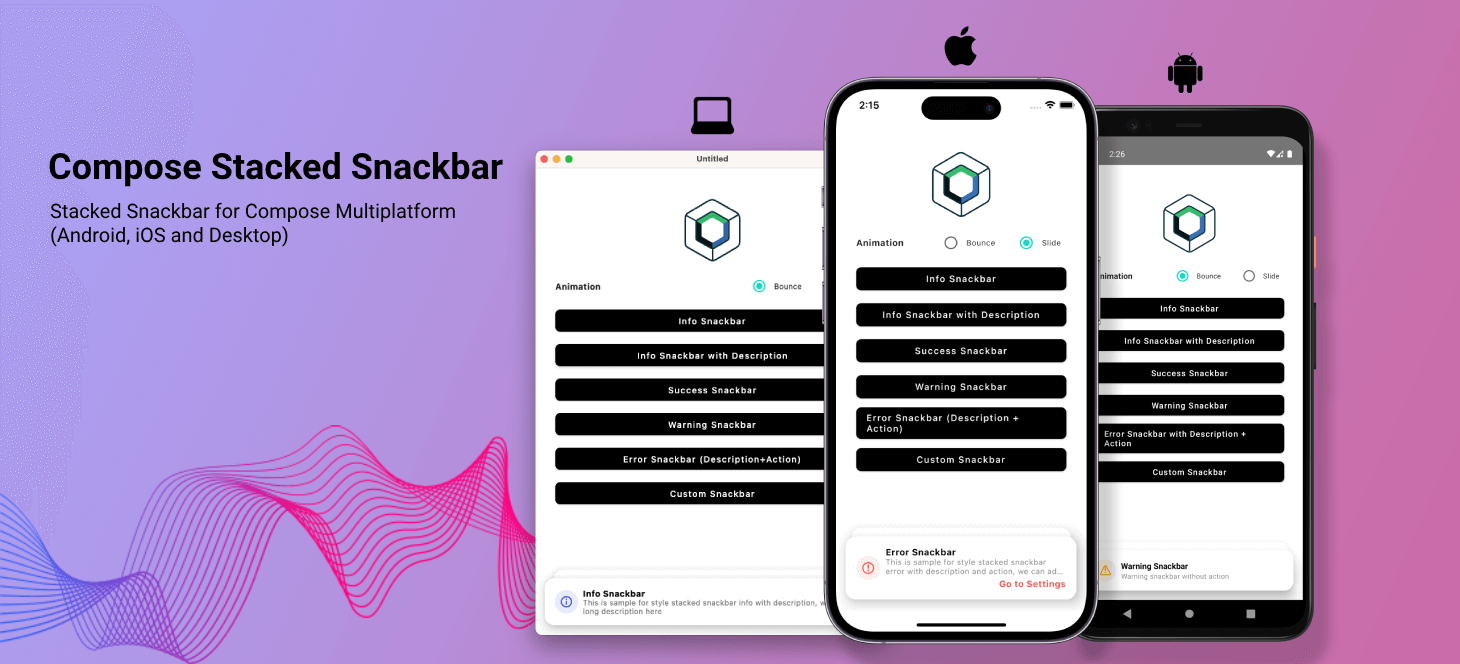 Compose Stacked Snackbar
Stacked Snackbar for Compose Multiplatform
(Android, iOS and Desktop)
Untitled
Animation
Bounce
Info Snackbar
Info Snackbar with Description
Success Snackbar
Warning Snackbar
Error Snackbar (Description+Action)
Custom Snackbar
Info Snackbar
This is sample for style stacked snackbar info with description, w
long description here
2:15
Animation
Bounce
Slide
Info Snackbar
Info Snackbar with Description
Success Snackbar
Warning Snackbar
Error Snackbar (Description +
Action)
Custom Snackbar
Error Snackbar
This is sample for style stacked snackbar
error with description and action, we can ad...
Go to Settings
2:26
nimation
Bounce
Slide
Info Snackbar
Info Snackbar with Description
Success Snackbar
Warning Snackbar
Error Snackbar with Description +
Action
Custom Snackbar
Warning Snackbar
Warning snackbar without action